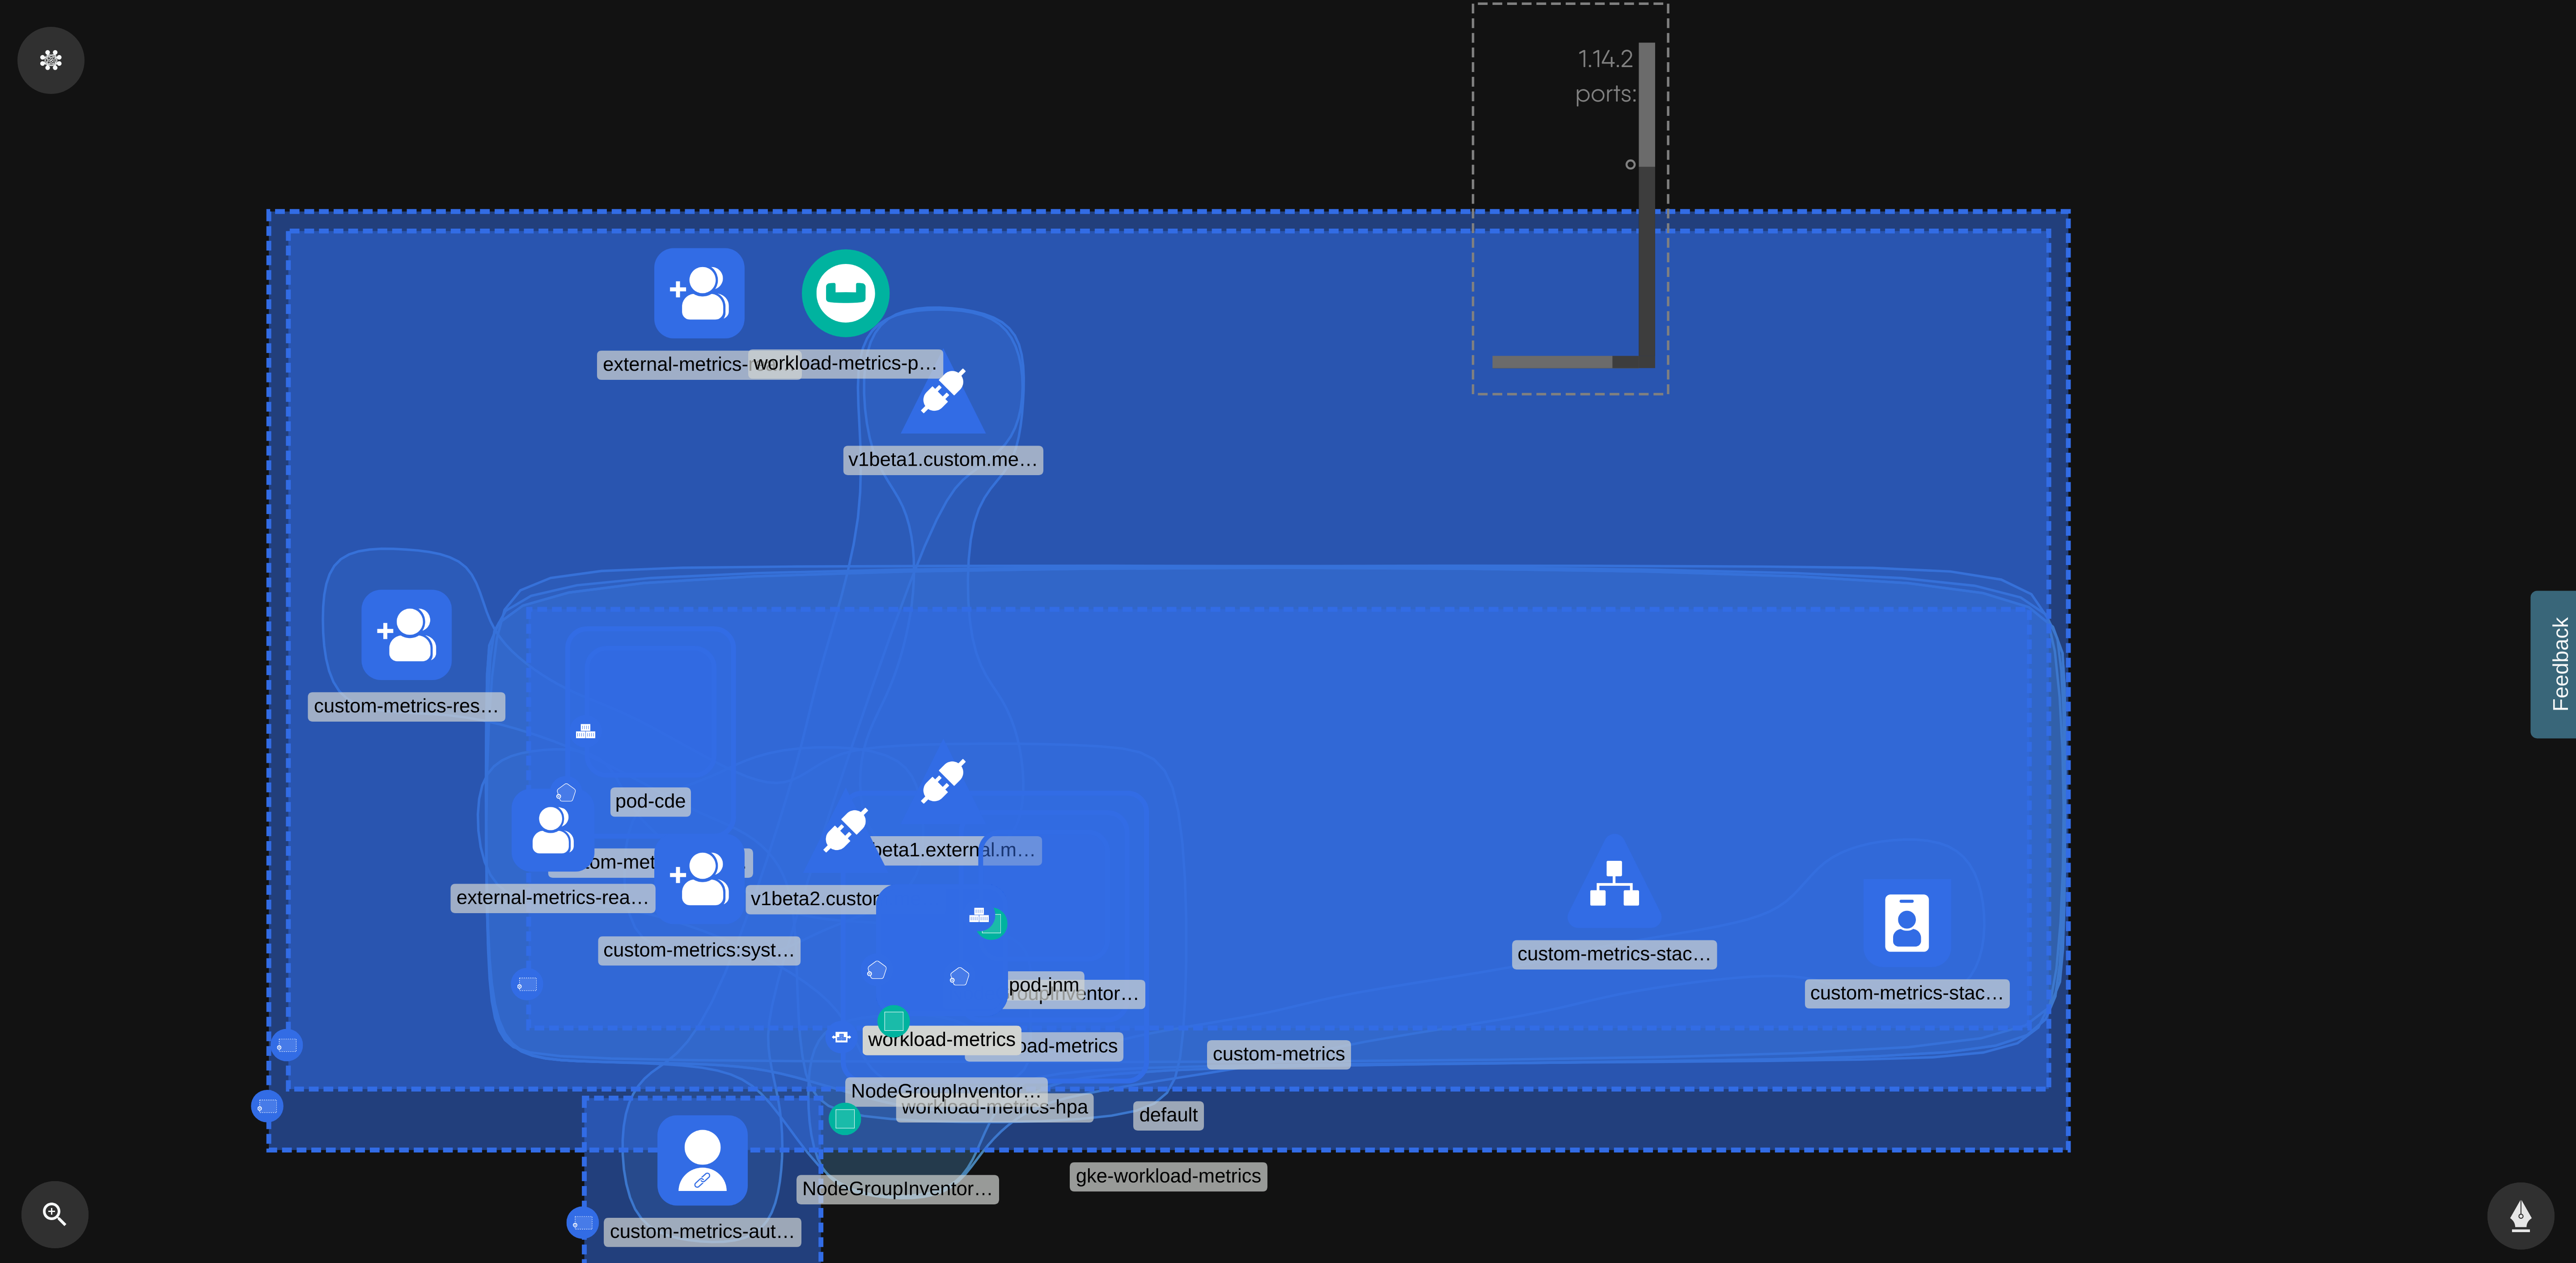 1.14.2
ports:
external-metrics-
workload-metrics-p…
v1beta1.custom.me…
custom-metrics-res…
pod-cde
beta1.external.m…
om-met
external-metrics-rea…
v1beta2.custor
custom-metrics:syst…
custom-metrics-stac…
custom-metrics-stac…
pod-jnm
oupInventor…
workload-metrics
oad-metrics
custom-metrics
NodeGroupInventor…
workload-metrics-hpa
default
gke-workload-metrics
NodeGroupInventor…
custom-metrics-aut…
Feedback